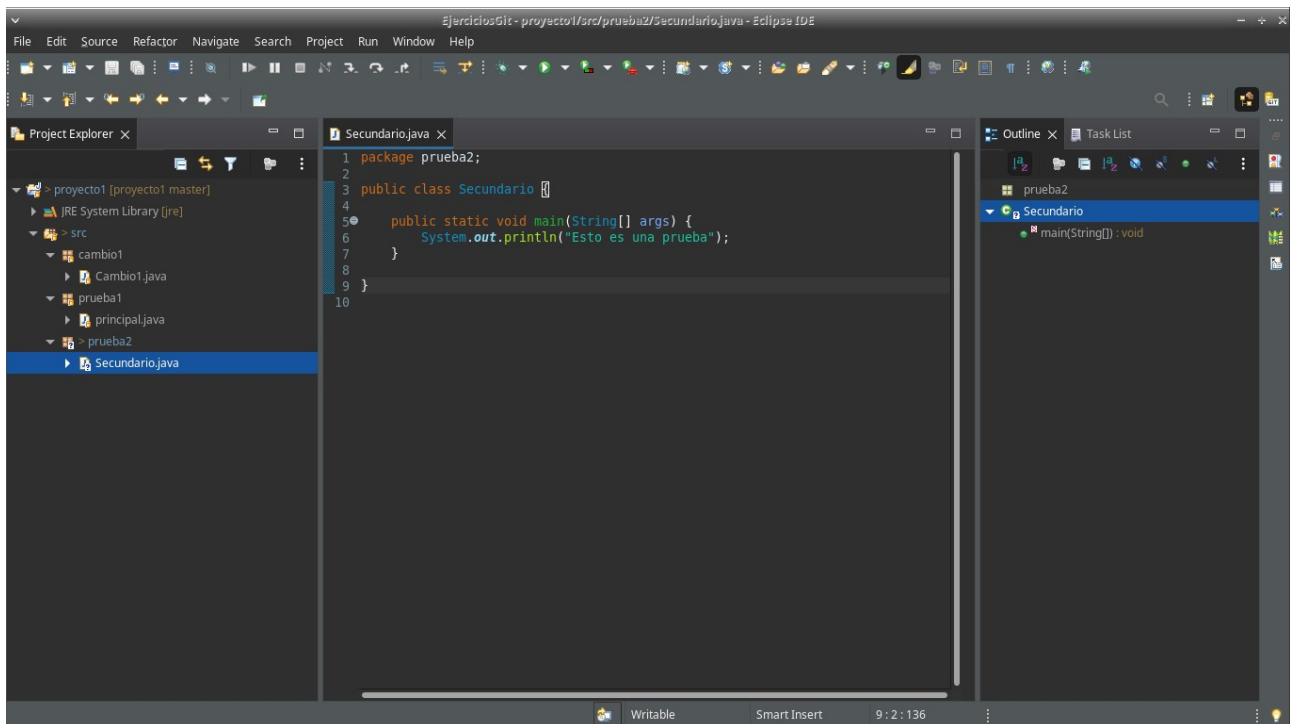 EjerciciosGit - proyecto1/src/prueba2/Secundario.java - Eclipse IDE
File Edit Source Refactor Navigate Search Project Run Window Help
Project Explorer
> proyecto1 [proyecto1 master]
JRE System Library [jre]
> src
cambio1
Cambio1.java
prueba1
principal.java
> prueba2
Secundario.java
Secundario.java
1 package prueba2;
2
3 public class Secundario {
4
5 public static void main(String[] args) {
6 System.out.println("Esto es una prueba");
7 }
8
9 }
10
Outline Task List
prueba2
Secundario
main(String[]) : void
Writable Smart Insert 9 : 2 : 136